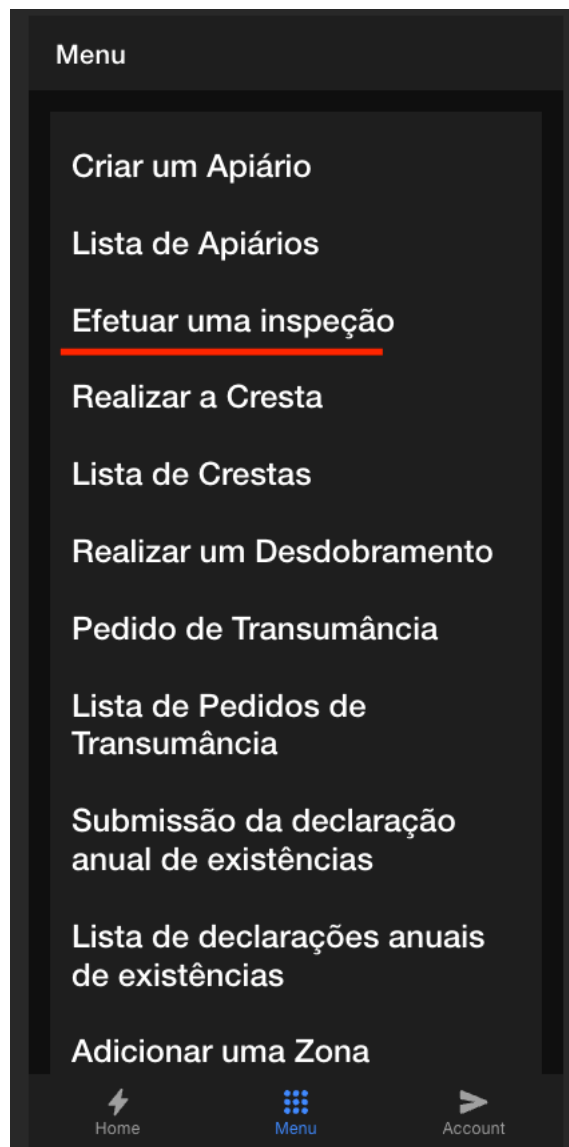 Menu
Criar um Apiário
Lista de Apiários
Efetuar uma inspeção
Realizar a Cresta
Lista de Crestas
Realizar um Desdobramento
Pedido de Transumância
Lista de Pedidos de
Transumância
Submissão da declaração
anual de existências
Lista de declarações anuais
de existências
Adicionar uma Zona
Home
Menu
Account